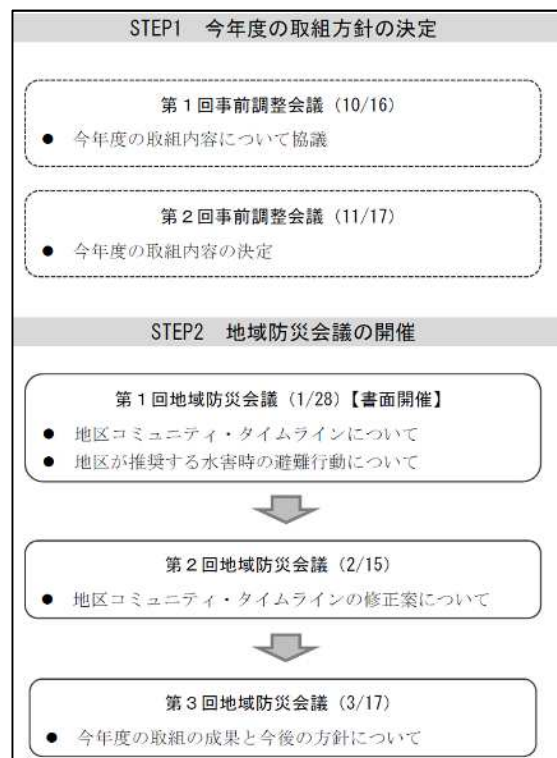 STEP1　今年度の取組方針の決定
第１回事前調整会議（10/16）
● 今年度の取組内容について協議
第２回事前調整会議（11/17）
● 今年度の取組内容の決定
STEP2　地域防災会議の開催
第１回地域防災会議（1/28）【書面開催】
● 地区コミュニティ・タイムラインについて
● 地区が推奨する水害時の避難行動について
第２回地域防災会議（2/15）
● 地区コミュニティ・タイムラインの修正案について
第３回地域防災会議（3/17）
● 今年度の取組の成果と今後の方針について